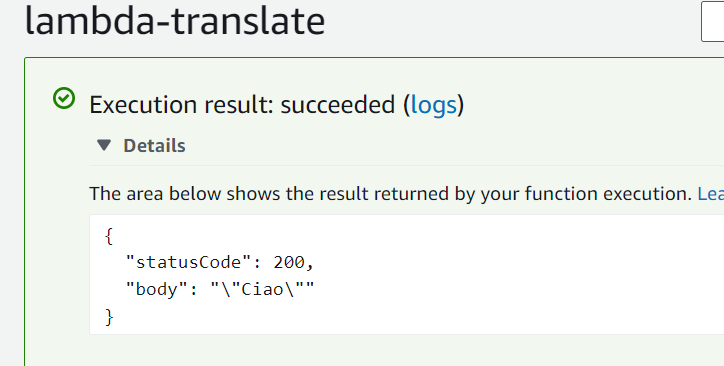 lambda-translate
Execution result: succeeded (logs)
Details
The area below shows the result returned by your function execution.
{
"statusCode": 200,
"body": "\"Ciao\""
}